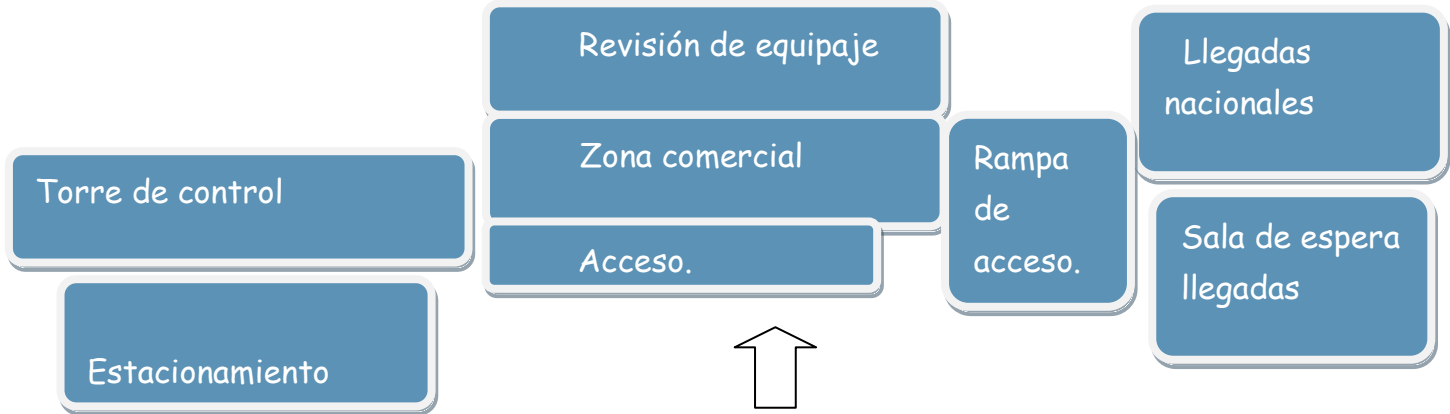 Revisión de equipaje
Zona comercial
Acceso.
Torre de control
Estacionamiento
Rampa
de
acceso.
Llegadas
nacionales
Sala de espera
llegadas